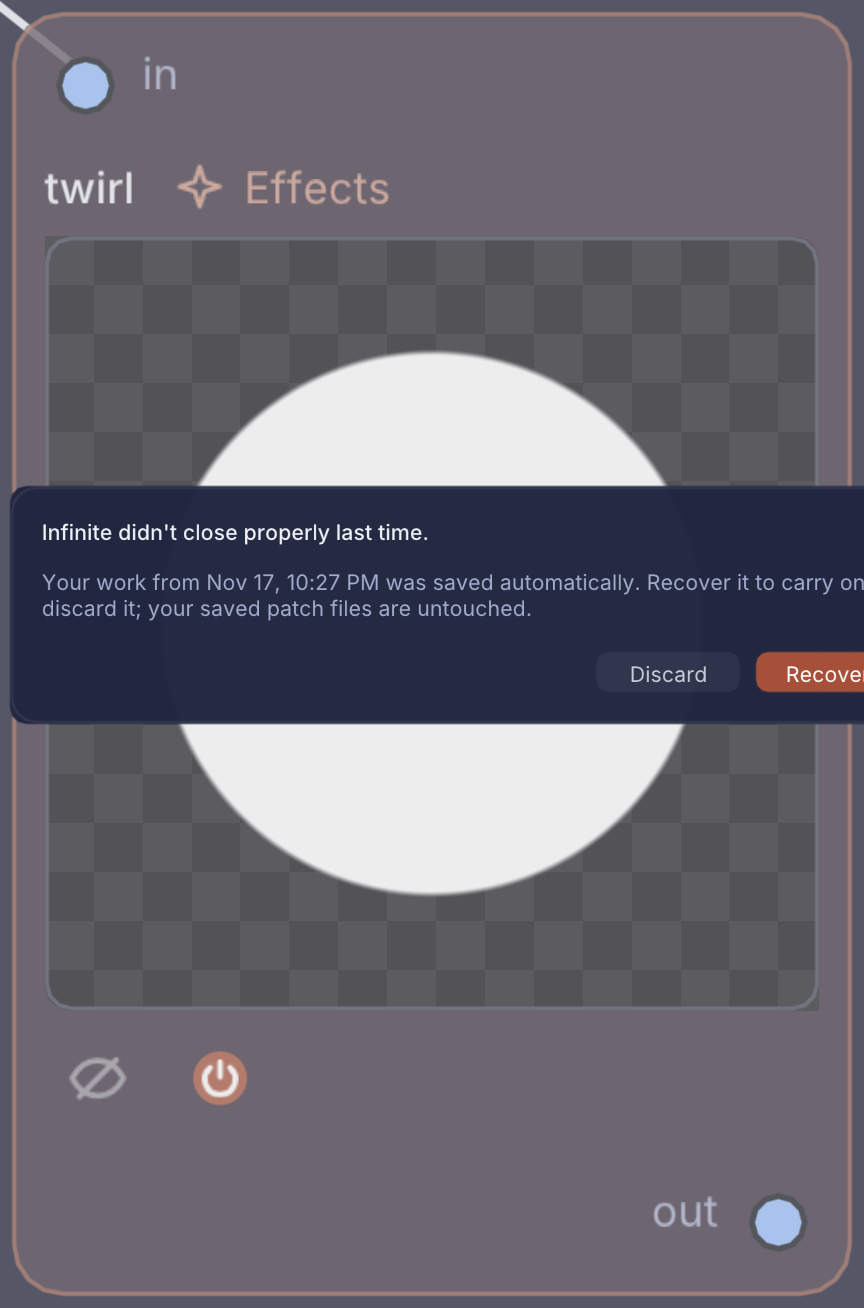 in
twirl Effects
Infinite didn't close properly last time.
Your work from Nov 17, 10:27 PM was saved automatically. Recover it to carry on
discard it; your saved patch files are untouched.
Discard Recover
out